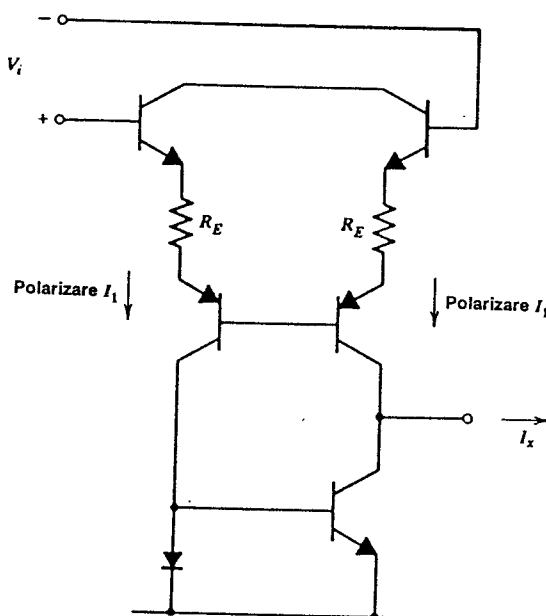 −
V_i
+
R_E
R_E
Polarizare I_1
Polarizare I_1
I_x